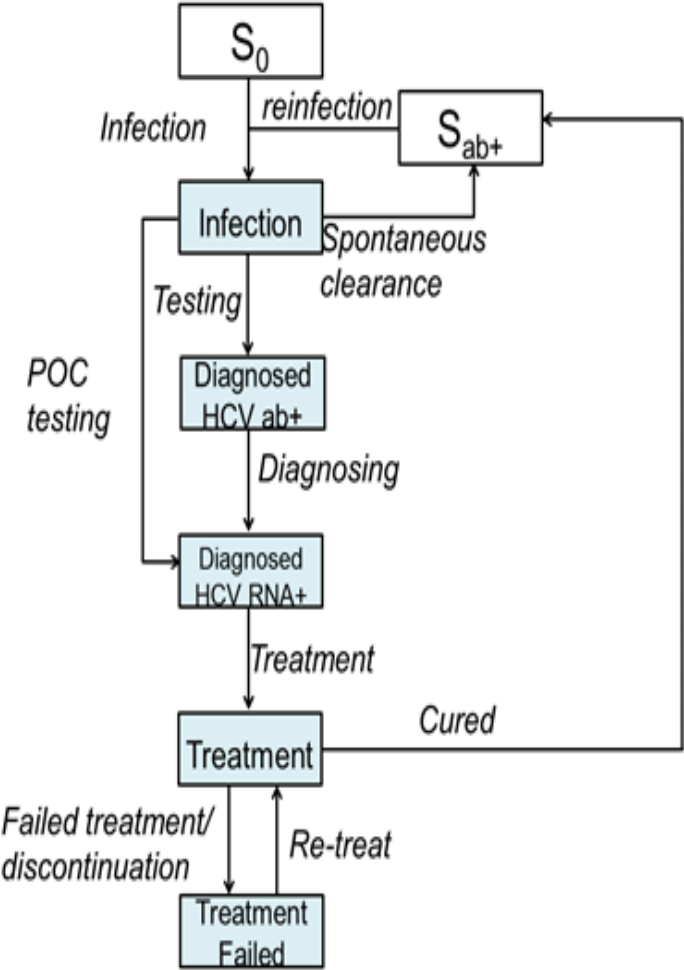 S0
reinfection
Infection
Sab+
Infection
Spontaneous
clearance
Testing
POC
testing
Diagnosed
HCV ab+
Diagnosing
Diagnosed
HCV RNA+
Treatment
Cured
Treatment
Failed treatment/
discontinuation
Re-treat
Treatment
Failed